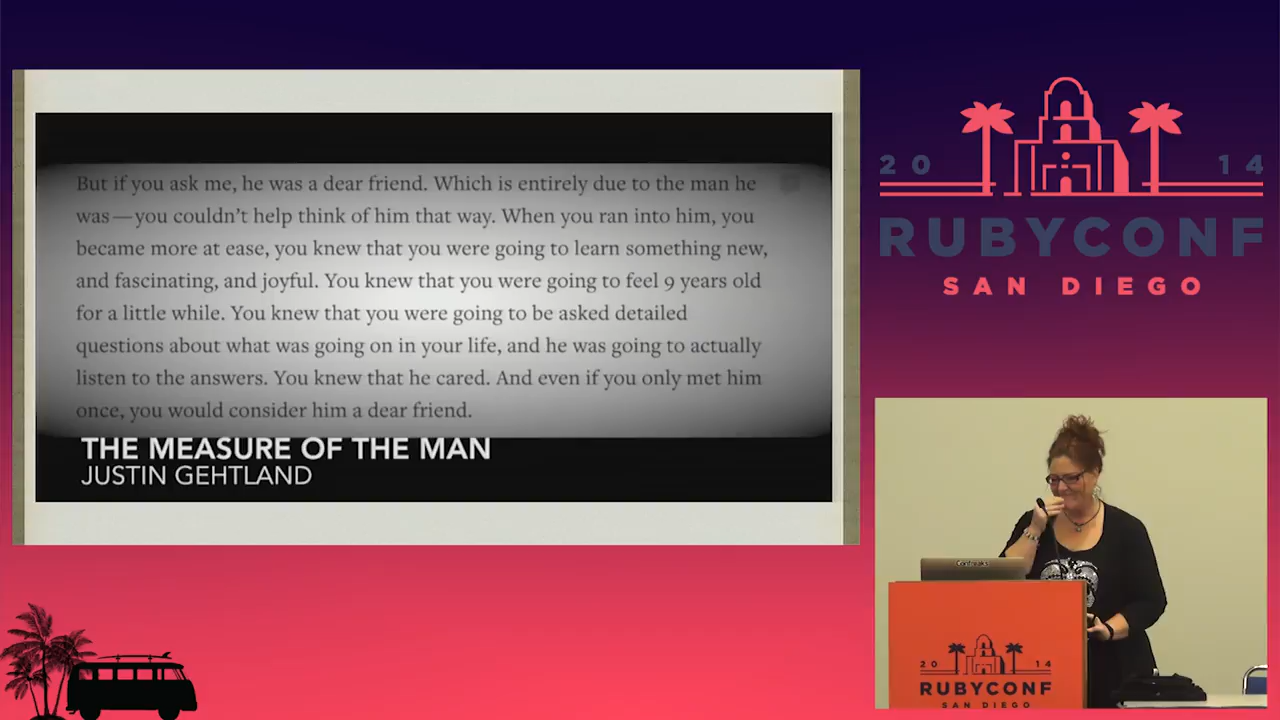 But if you ask me, he was a dear friend. Which is entirely due to the man he
was—you couldn't help think of him that way. When you ran into him, you
became more at ease, you knew that you were going to learn something new,
and fascinating, and joyful. You knew that you were going to feel 9 years old
for a little while. You knew that you were going to be asked detailed
questions about what was going on in your life, and he was going to actually
listen to the answers. You knew that he cared. And even if you only met him
once, you would consider him a dear friend.
THE MEASURE OF THE MAN
JUSTIN GEHTLAND
20 14
RUBYCONF
SAN DIEGO
20 14
RUBYCONF
SAN DIEGO